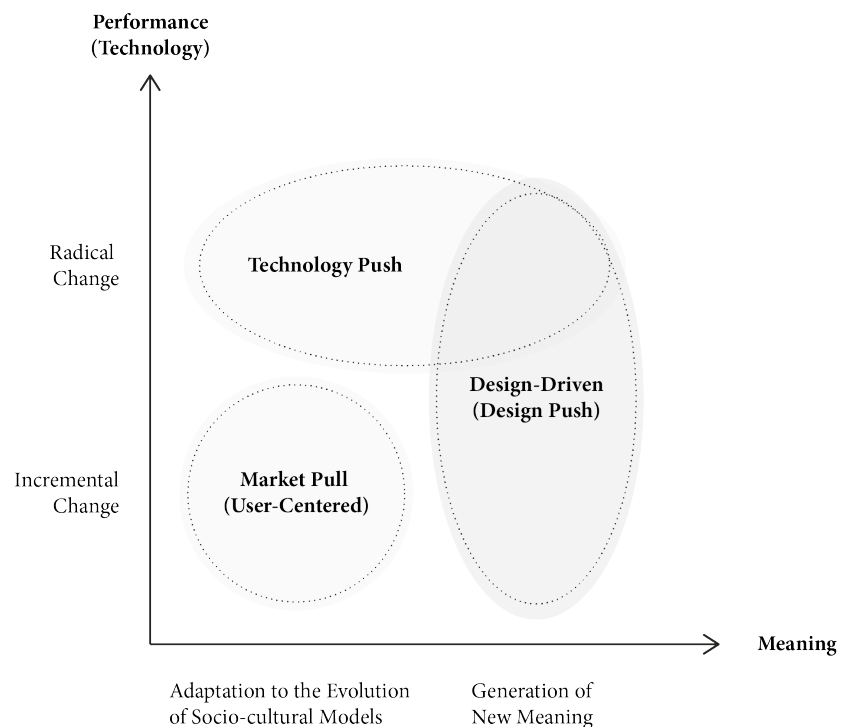 Performance
(Technology)
Radical
Change
Technology Push
Design-Driven
(Design Push)
Incremental
Change
Market Pull
(User-Centered)
Meaning
Adaptation to the Evolution
of Socio-cultural Models
Generation of
New Meaning